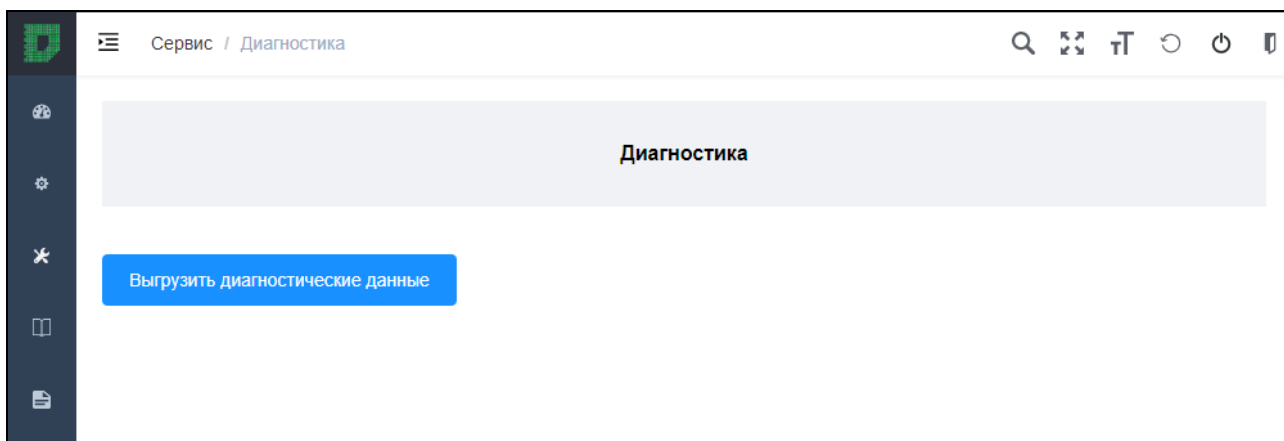 Сервис / Диагностика
Диагностика
Выгрузить диагностические данные